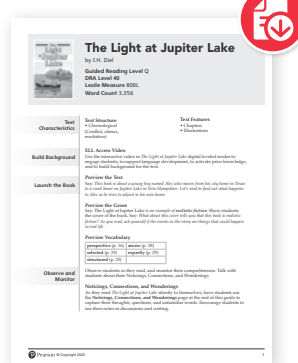 The Light at Jupiter Lake
by I.H. Diel
Guided Reading Level Q
DRA Level 40
Lexile Measure 800L
Word Count 3,356
Text Characteristics
Text Structure
• Chronological
(Conflict, climax,
resolution)
Text Features
• Chapters
• Illustrations
Build Background
ELL Access Video
Use the interactive video in The Light at Jupiter Lake digital leveled reader to
engage students, to support language development, to activate prior knowledge,
and to build background for the text.
Launch the Book
Preview the Text
Say: This book is about a young boy named Alex who moves from his city home in Texas
to a rural home on Jupiter Lake in New Hampshire. Let's read to find out what happens
to Alex as he tries to adjust to his new home.
Preview the Genre
Say: The Light at Jupiter Lake is an example of realistic fiction. Share students
the cover of the book. Say: What about this cover tells you that this book is realistic
fiction? As you read, ask yourself if the events in the story are things that could happen
in real life.
Preview Vocabulary
perspective (p. 16) access (p. 28)
selected (p. 19) expertly (p. 29)
structured (p. 25)
Observe and Monitor
Observe students as they read, and monitor their comprehension. Talk with
students about their Noticings, Connections, and Wonderings.
Noticings, Connections, and Wonderings
As they read The Light at Jupiter Lake silently to themselves, have students use
the Noticings, Connections, and Wonderings page at the end of this guide to
capture their thoughts, questions, and unfamiliar words. Encourage students to
use their notes in discussions and writing.
Pearson © Copyright 2020
1